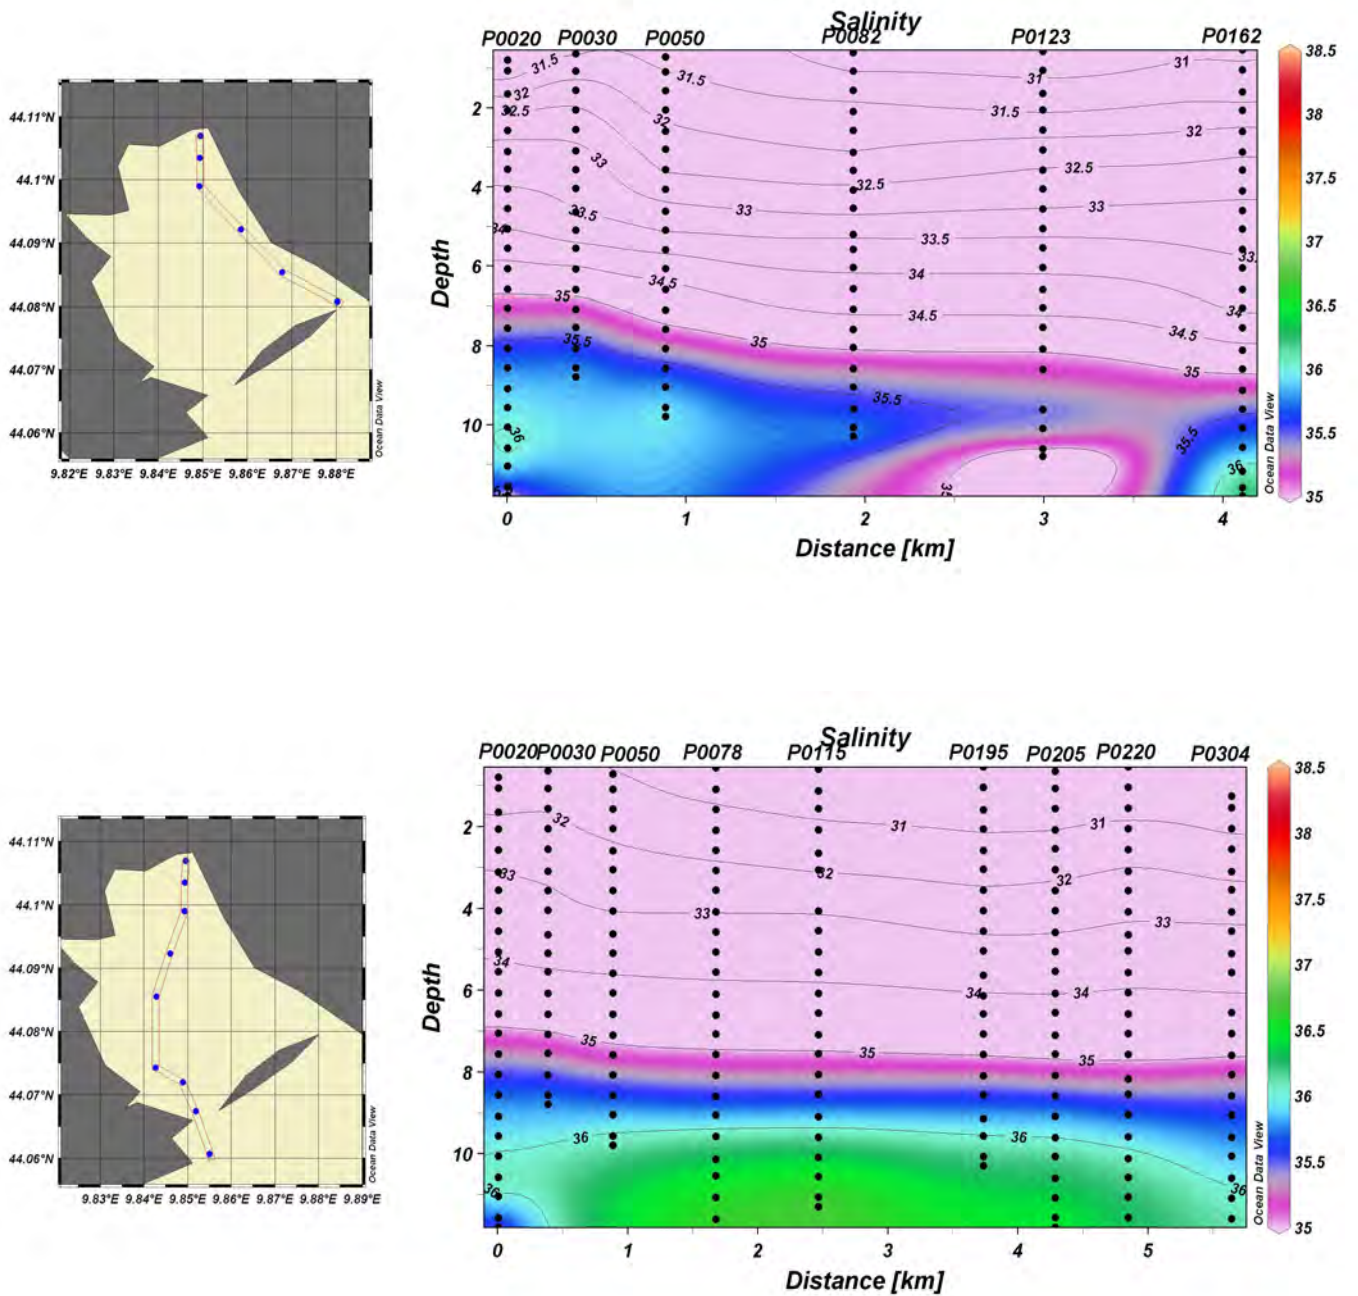 Salinity
P0020 P0030 P0050 P0082 P0123 P0162
44.11°N
44.1°N
44.09°N
44.08°N
44.07°N
44.06°N
9.82°E 9.83°E 9.84°E 9.85°E 9.86°E 9.87°E 9.88°E
Ocean Data View
Depth
2
4
6
8
10
31.5 31.5 31 31
32 32 31.5 32
32.5 32.5 32.5
33 33 33
33.5 33.5 33.
34 34 34
34.5 34.5 34.5
35 35 35
35.5 35.5 35.5
36 36
0 1 2 3 4
Distance [km]
Ocean Data View
38.5
38
37.5
37
36.5
36
35.5
35
Salinity
P0020 P0030 P0050 P0078 P0115 P0195 P0205 P0220 P0304
44.11°N
44.1°N
44.09°N
44.08°N
44.07°N
44.06°N
9.83°E 9.84°E 9.85°E 9.86°E 9.87°E 9.88°E 9.89°E
Ocean Data View
Depth
2
4
6
8
10
31 31
32 32 32
33 33 33
34 34 34
35 35 35
36 36
36 36
0 1 2 3 4 5
Distance [km]
Ocean Data View
38.5
38
37.5
37
36.5
36
35.5
35